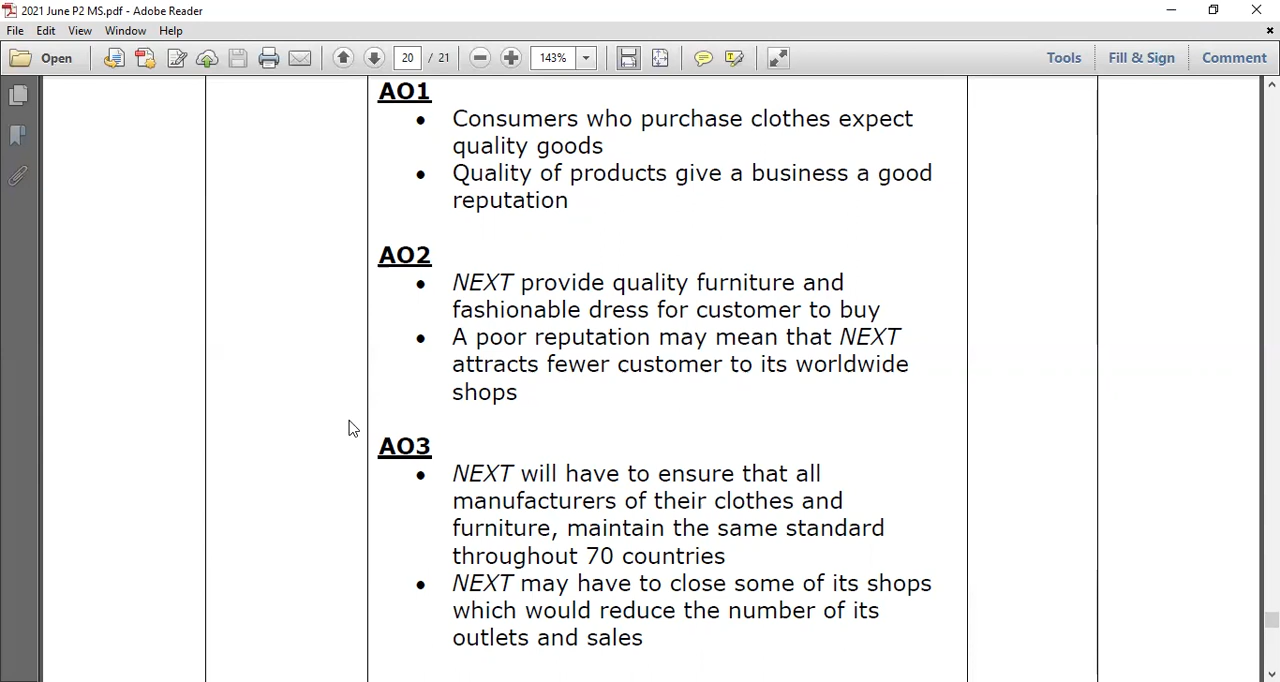 2021 June P2 MS.pdf - Adobe Reader
File Edit View Window Help
Open 20 / 21 143% Tools Fill & Sign Comment
AO1
• Consumers who purchase clothes expect
quality goods
• Quality of products give a business a good
reputation
AO2
• NEXT provide quality furniture and
fashionable dress for customer to buy
• A poor reputation may mean that NEXT
attracts fewer customer to its worldwide
shops
AO3
• NEXT will have to ensure that all
manufacturers of their clothes and
furniture, maintain the same standard
throughout 70 countries
• NEXT may have to close some of its shops
which would reduce the number of its
outlets and sales